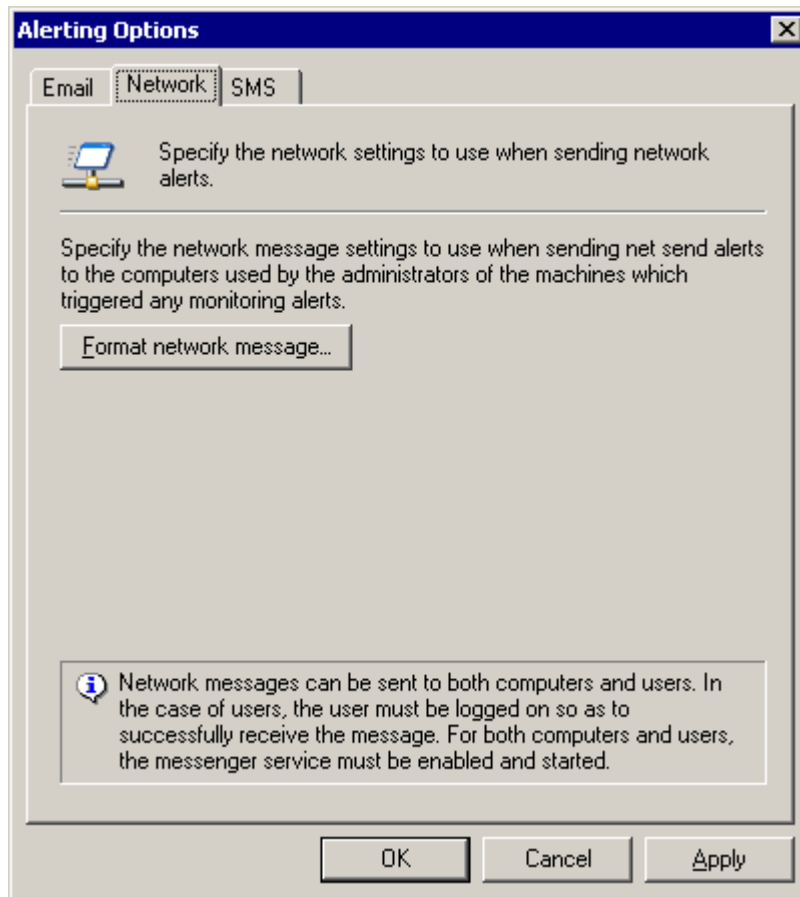 Alerting Options
Email
Network
SMS
Specify the network settings to use when sending network
alerts.
Specify the network message settings to use when sending net send alerts
to the computers used by the administrators of the machines which
triggered any monitoring alerts.
Format network message...
Network messages can be sent to both computers and users. In
the case of users, the user must be logged on so as to
successfully receive the message. For both computers and users,
the messenger service must be enabled and started.
OK
Cancel
Apply